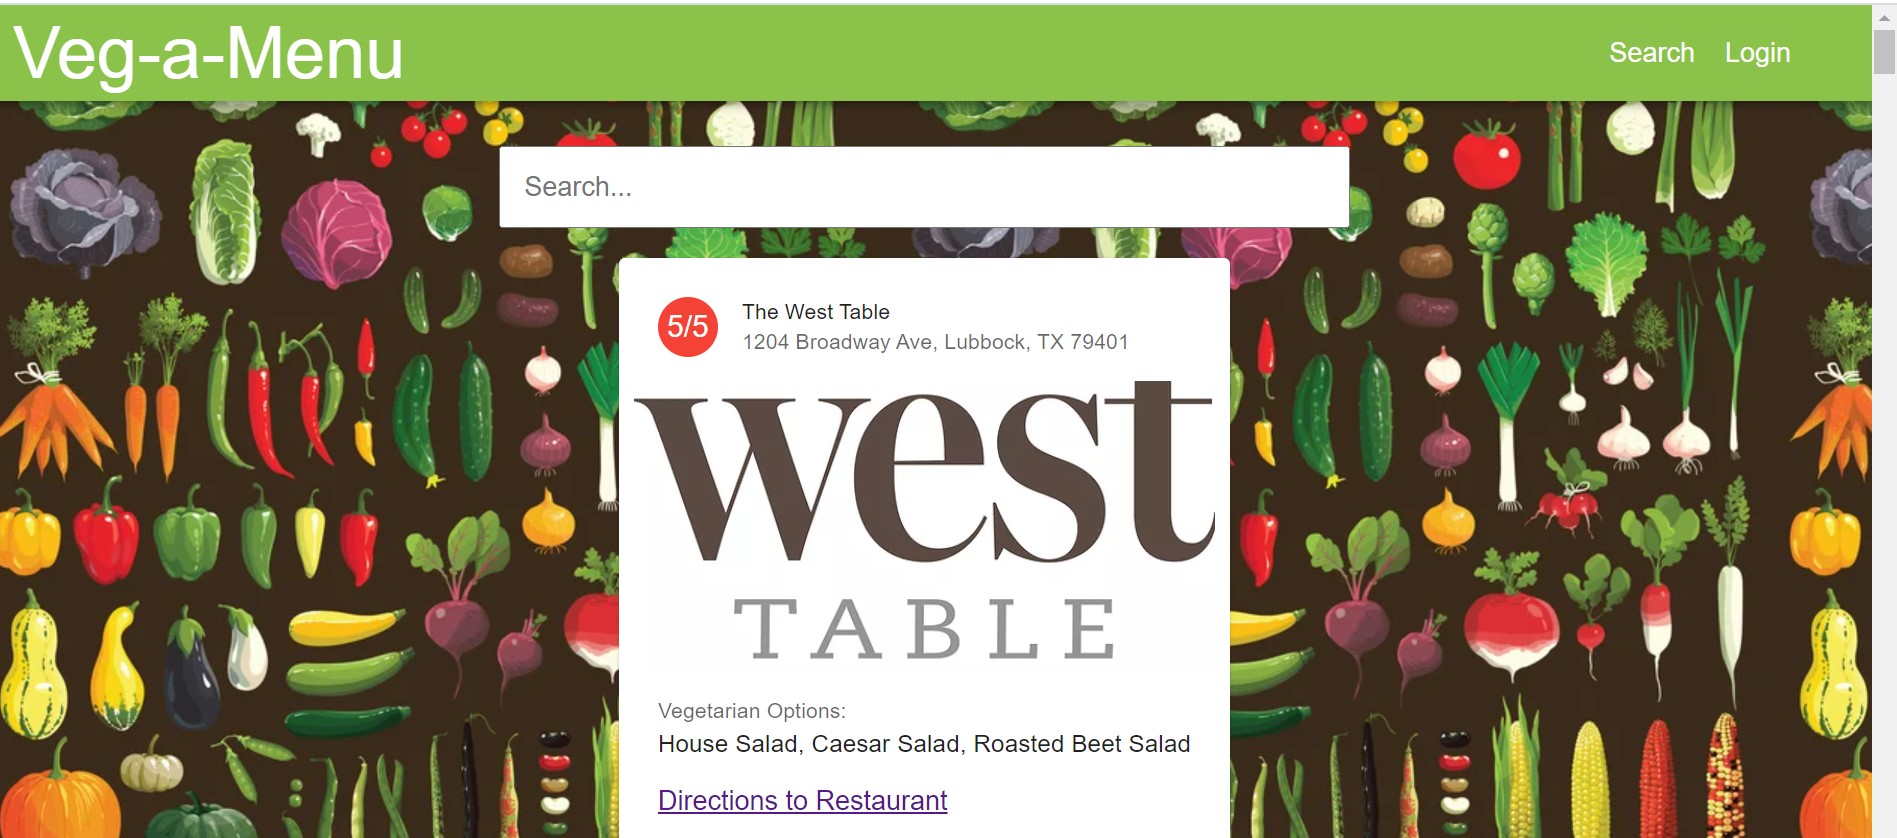 Veg-a-Menu
Search Login
Search...
5/5
The West Table
1204 Broadway Ave, Lubbock, TX 79401
west
TABLE
Vegetarian Options:
House Salad, Caesar Salad, Roasted Beet Salad
Directions to Restaurant